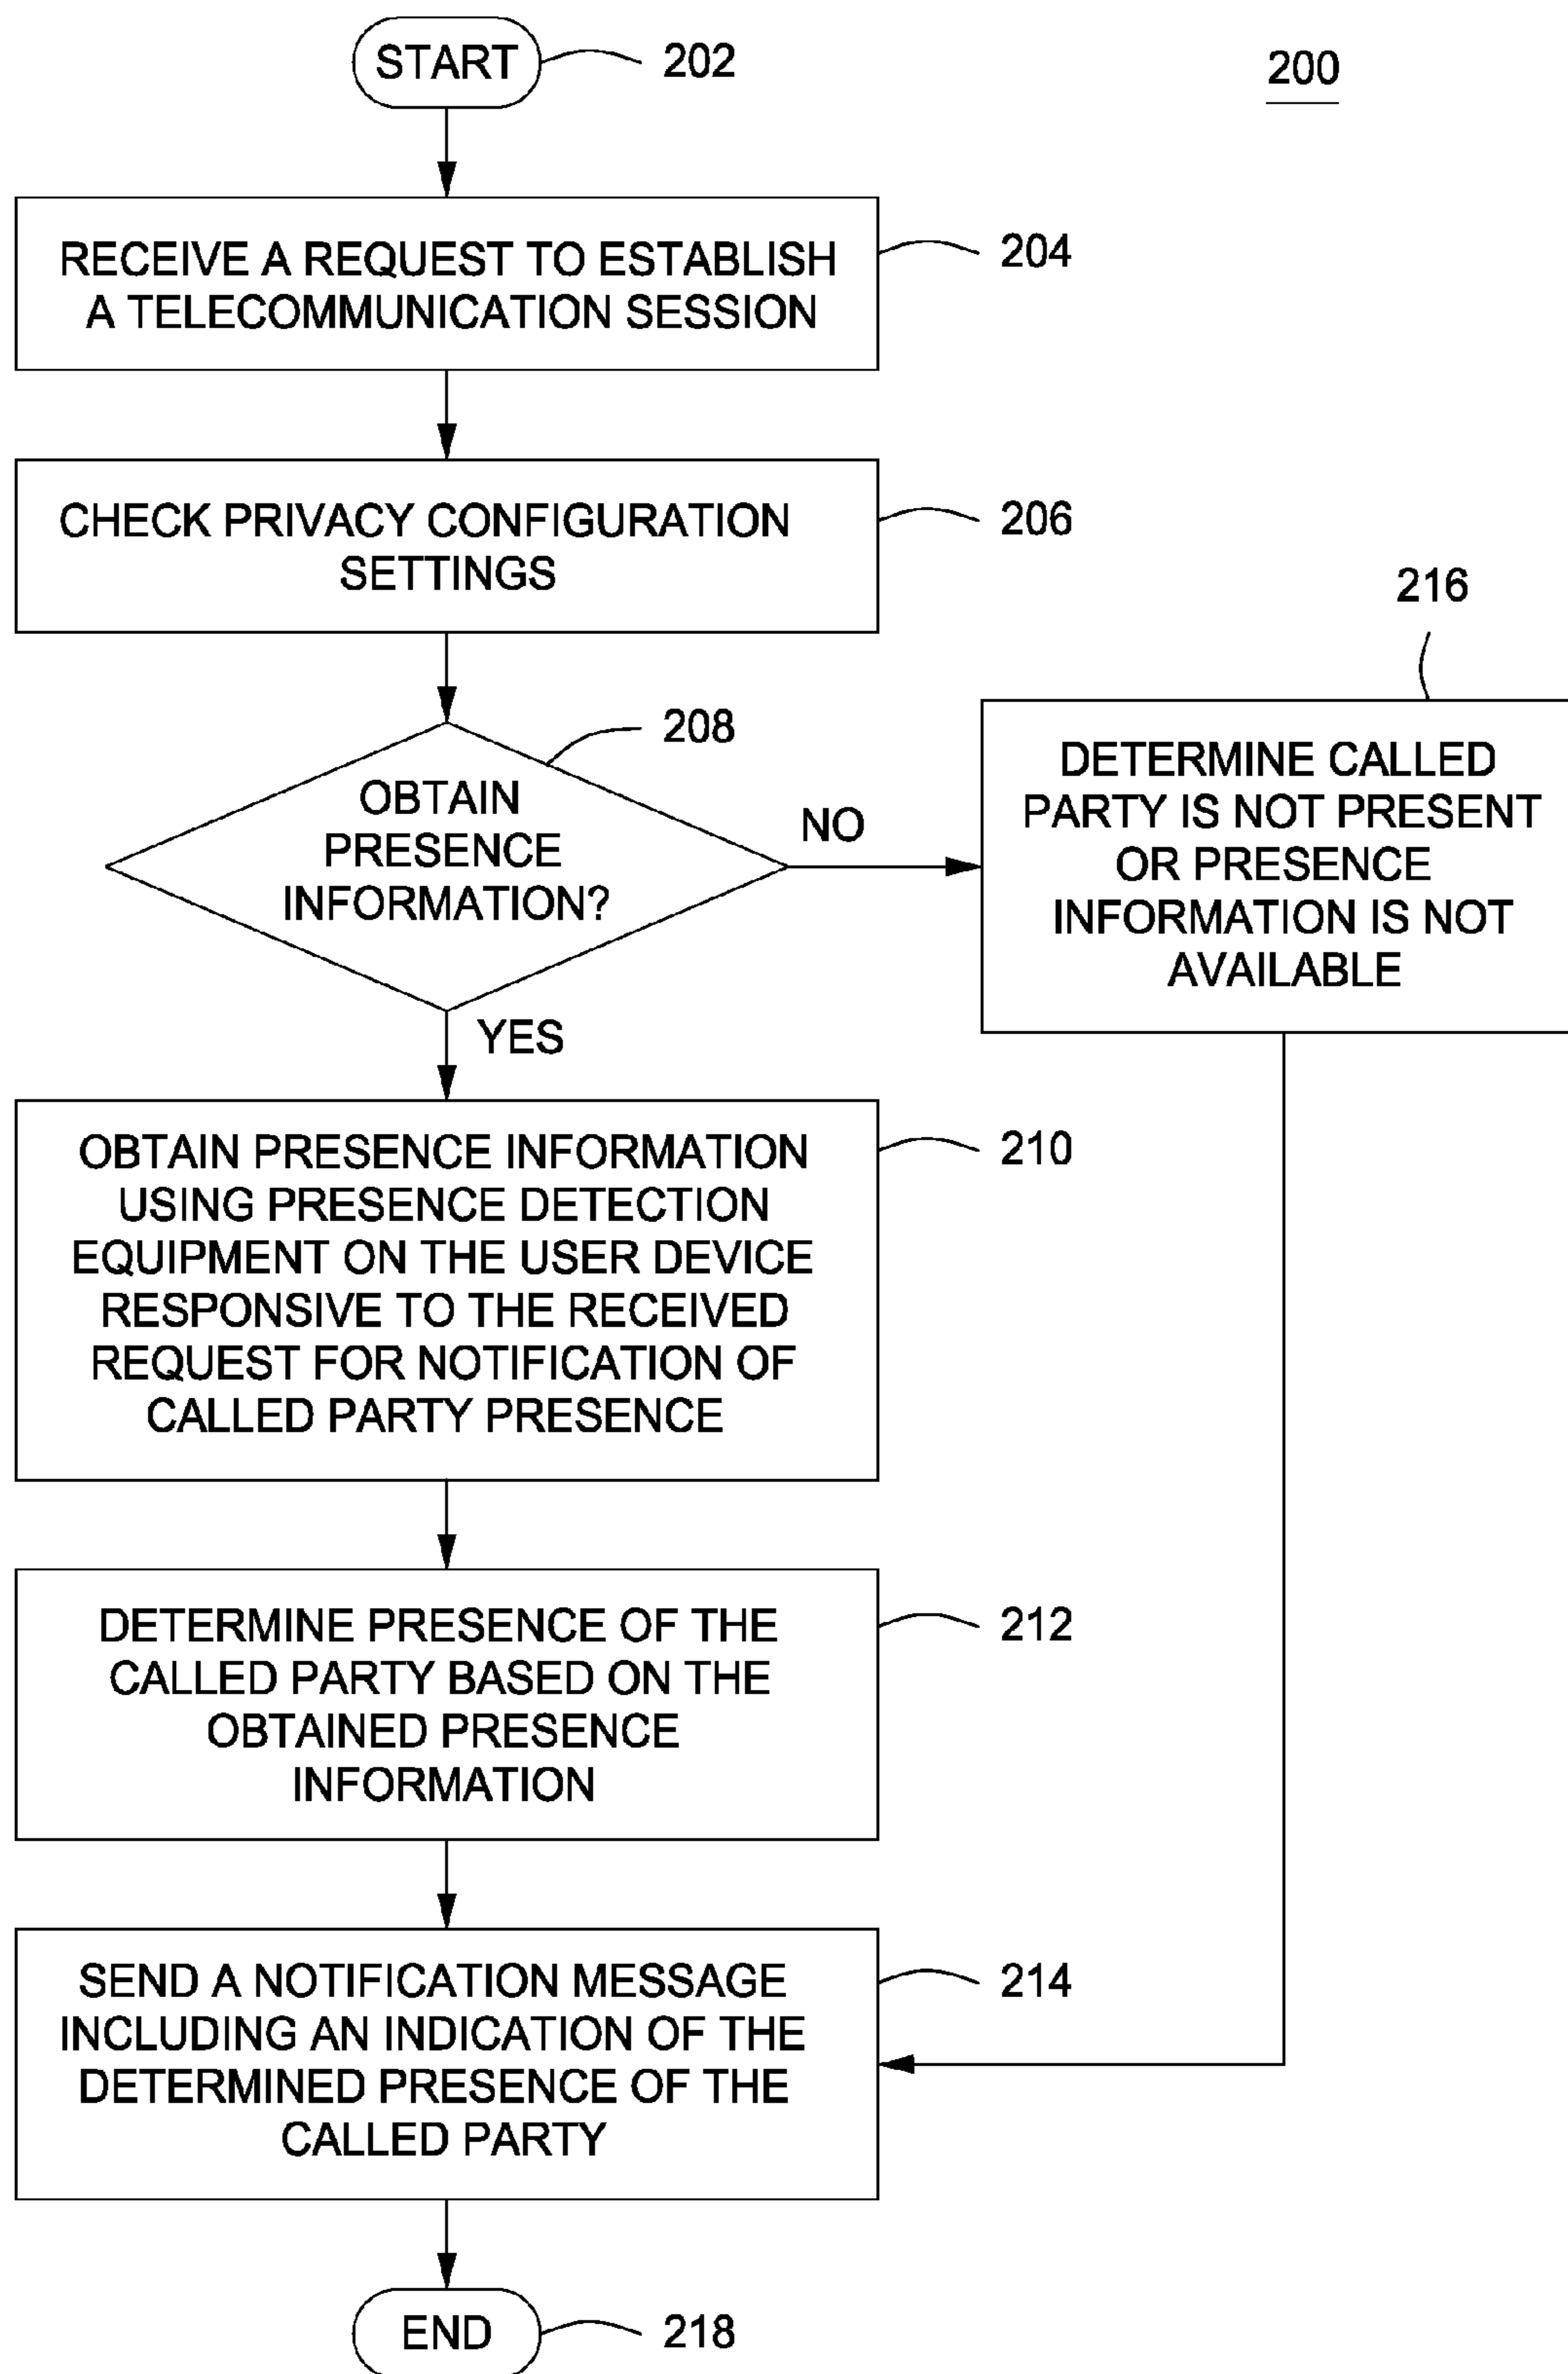 START
202
200
RECEIVE A REQUEST TO ESTABLISH
A TELECOMMUNICATION SESSION
204
CHECK PRIVACY CONFIGURATION
SETTINGS
206
216
208
OBTAIN
PRESENCE
INFORMATION?
NO
DETERMINE CALLED
PARTY IS NOT PRESENT
OR PRESENCE
INFORMATION IS NOT
AVAILABLE
YES
OBTAIN PRESENCE INFORMATION
USING PRESENCE DETECTION
EQUIPMENT ON THE USER DEVICE
RESPONSIVE TO THE RECEIVED
REQUEST FOR NOTIFICATION OF
CALLED PARTY PRESENCE
210
DETERMINE PRESENCE OF THE
CALLED PARTY BASED ON THE
OBTAINED PRESENCE
INFORMATION
212
SEND A NOTIFICATION MESSAGE
INCLUDING AN INDICATION OF THE
DETERMINED PRESENCE OF THE
CALLED PARTY
214
END
218